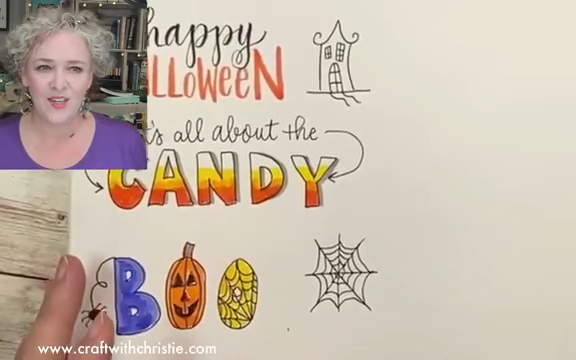 happy
LLOWEEN
's all about the
CANDY
BOO
www.craftwithchristie.com